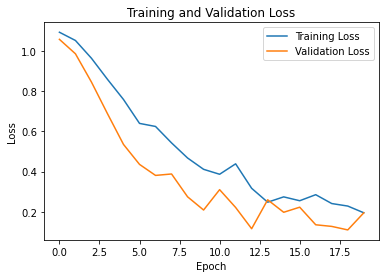 Training and Validation Loss
Training Loss
Validation Loss
Loss
1.0
0.8
0.6
0.4
0.2
0.0
2.5
5.0
7.5
10.0
12.5
15.0
17.5
Epoch